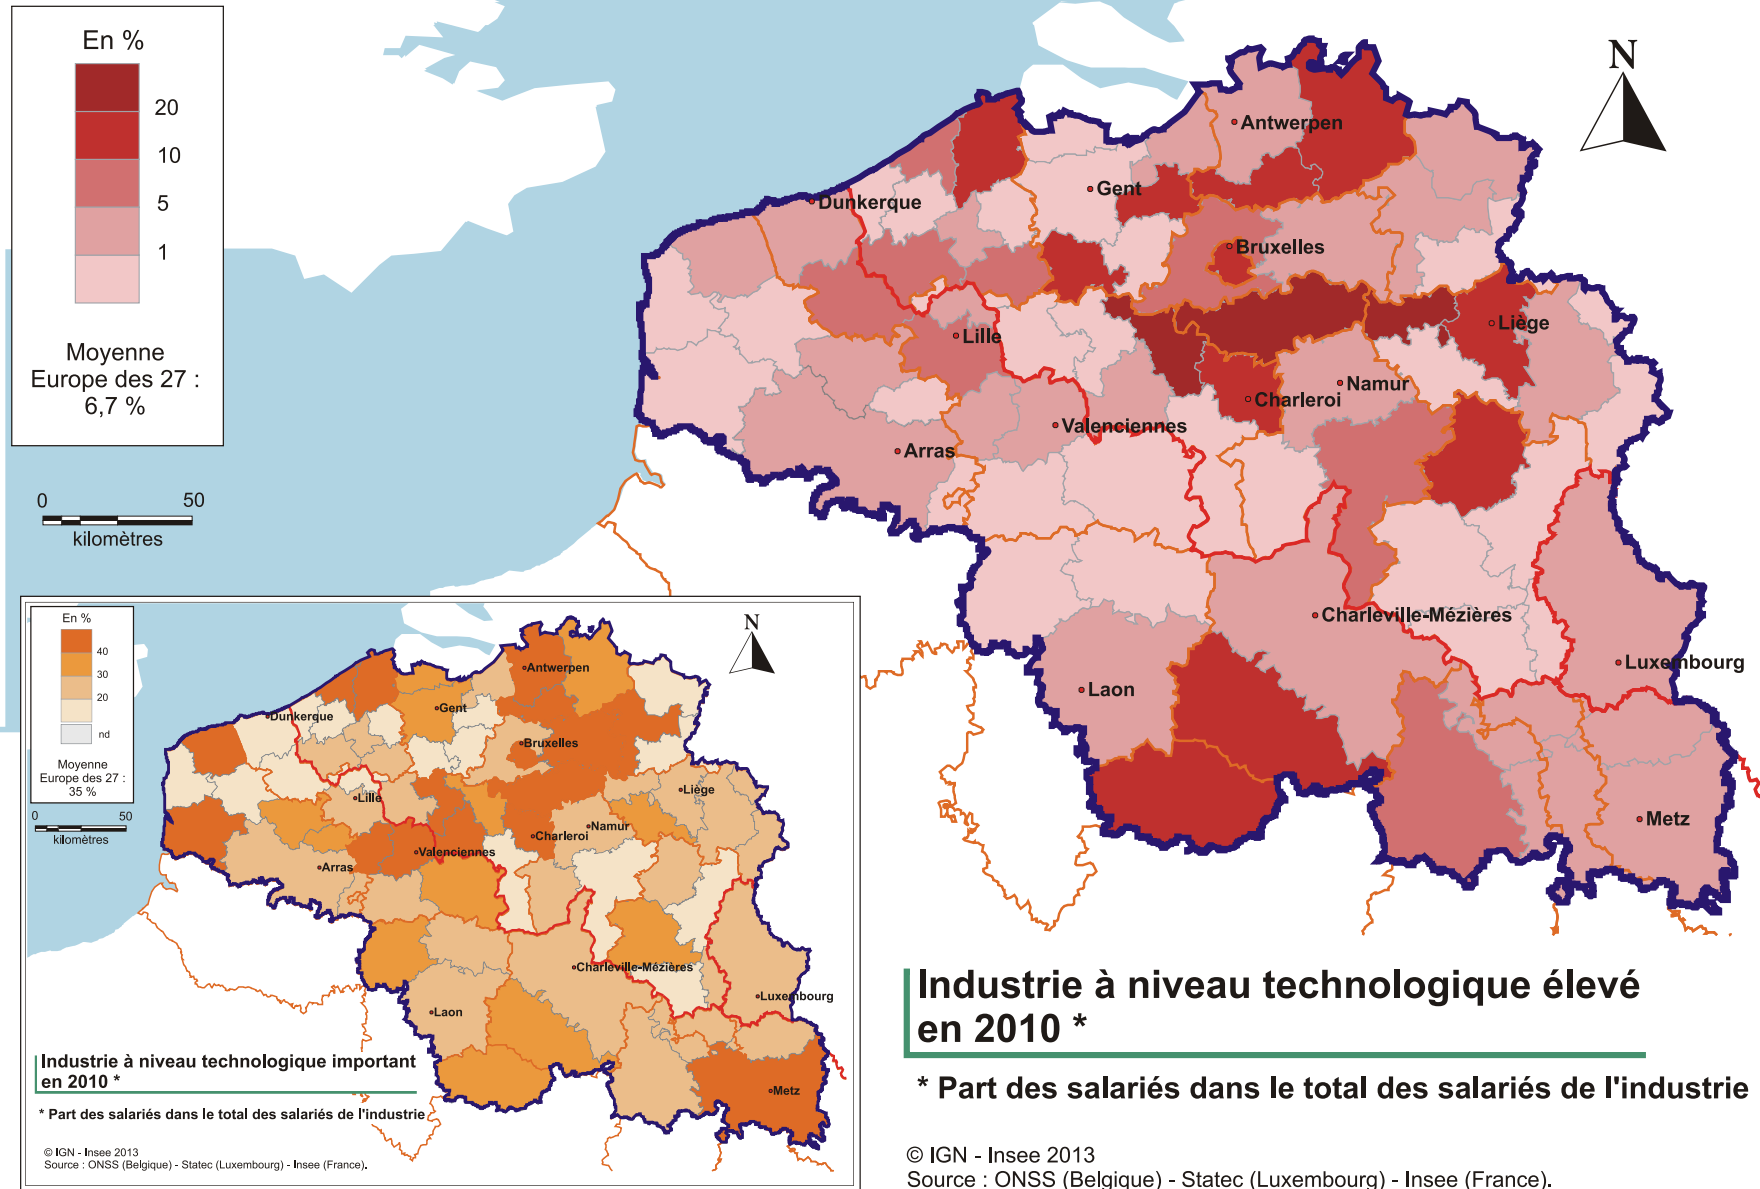 En %
20
10
5
1
Moyenne
Europe des 27 :
6,7 %
0 50
kilomètres
N
Antwerpen
Gent
Dunkerque
Bruxelles
Liège
Lille
Namur
Charleroi
Valenciennes
Arras
Charleville-Mézières
Luxembourg
Laon
Metz
Industrie à niveau technologique élevé
en 2010 *
* Part des salariés dans le total des salariés de l'industrie
© IGN - Insee 2013
Source : ONSS (Belgique) - Statec (Luxembourg) - Insee (France).
En %
40
30
20
nd
Moyenne
Europe des 27 :
35 %
0 50
kilomètres
N
Antwerpen
Gent
Dunkerque
Bruxelles
Liège
Lille
Namur
Charleroi
Valenciennes
Arras
Charleville-Mézières
Luxembourg
Laon
Metz
Industrie à niveau technologique important
en 2010 *
* Part des salariés dans le total des salariés de l'industrie
© IGN - Insee 2013
Source : ONSS (Belgique) - Statec (Luxembourg) - Insee (France).